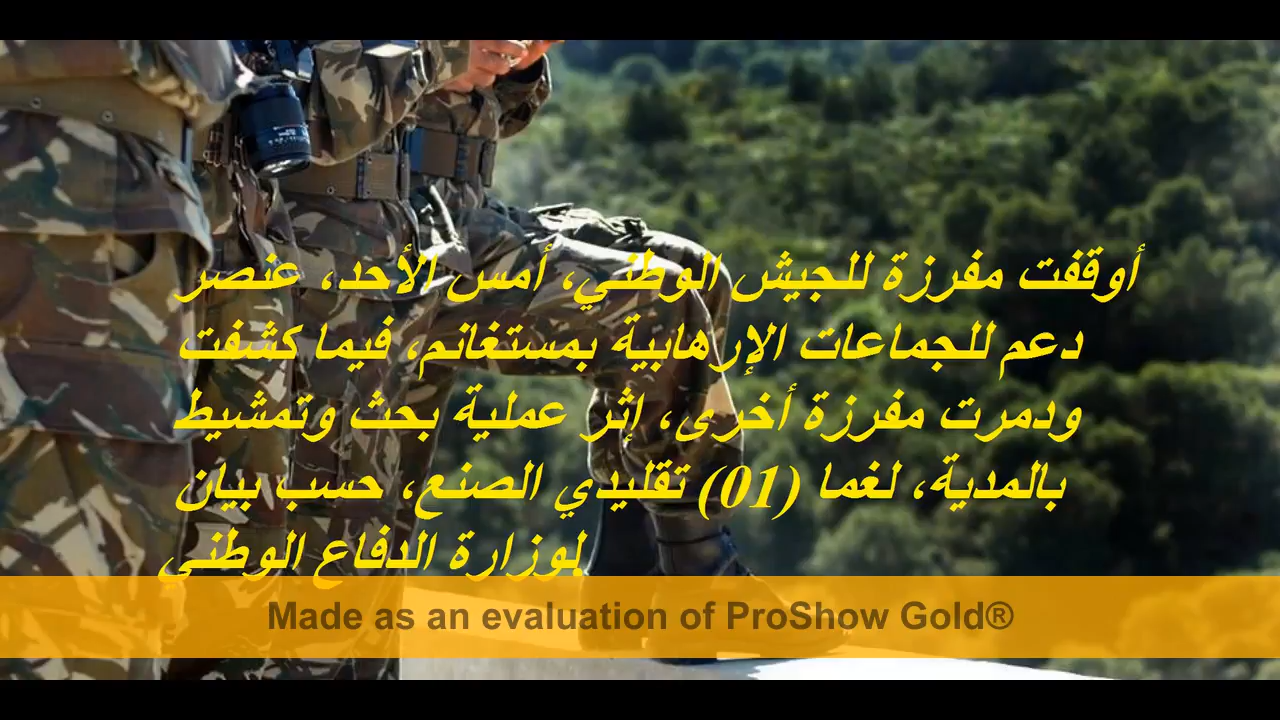 أوقفت مفرزة للجيش الوطني، أمس الأحد، عنصر
دعم للجماعات الإرهابية بمستغانم، فيما كشفت
ودمرت مفرزة أخرى، إثر عملية بحث وتمشيط
بالمدية، لغما (01) تقليدي الصنع، حسب بيان
لوزارة الدفاع الوطني
Made as an evaluation of ProShow Gold®